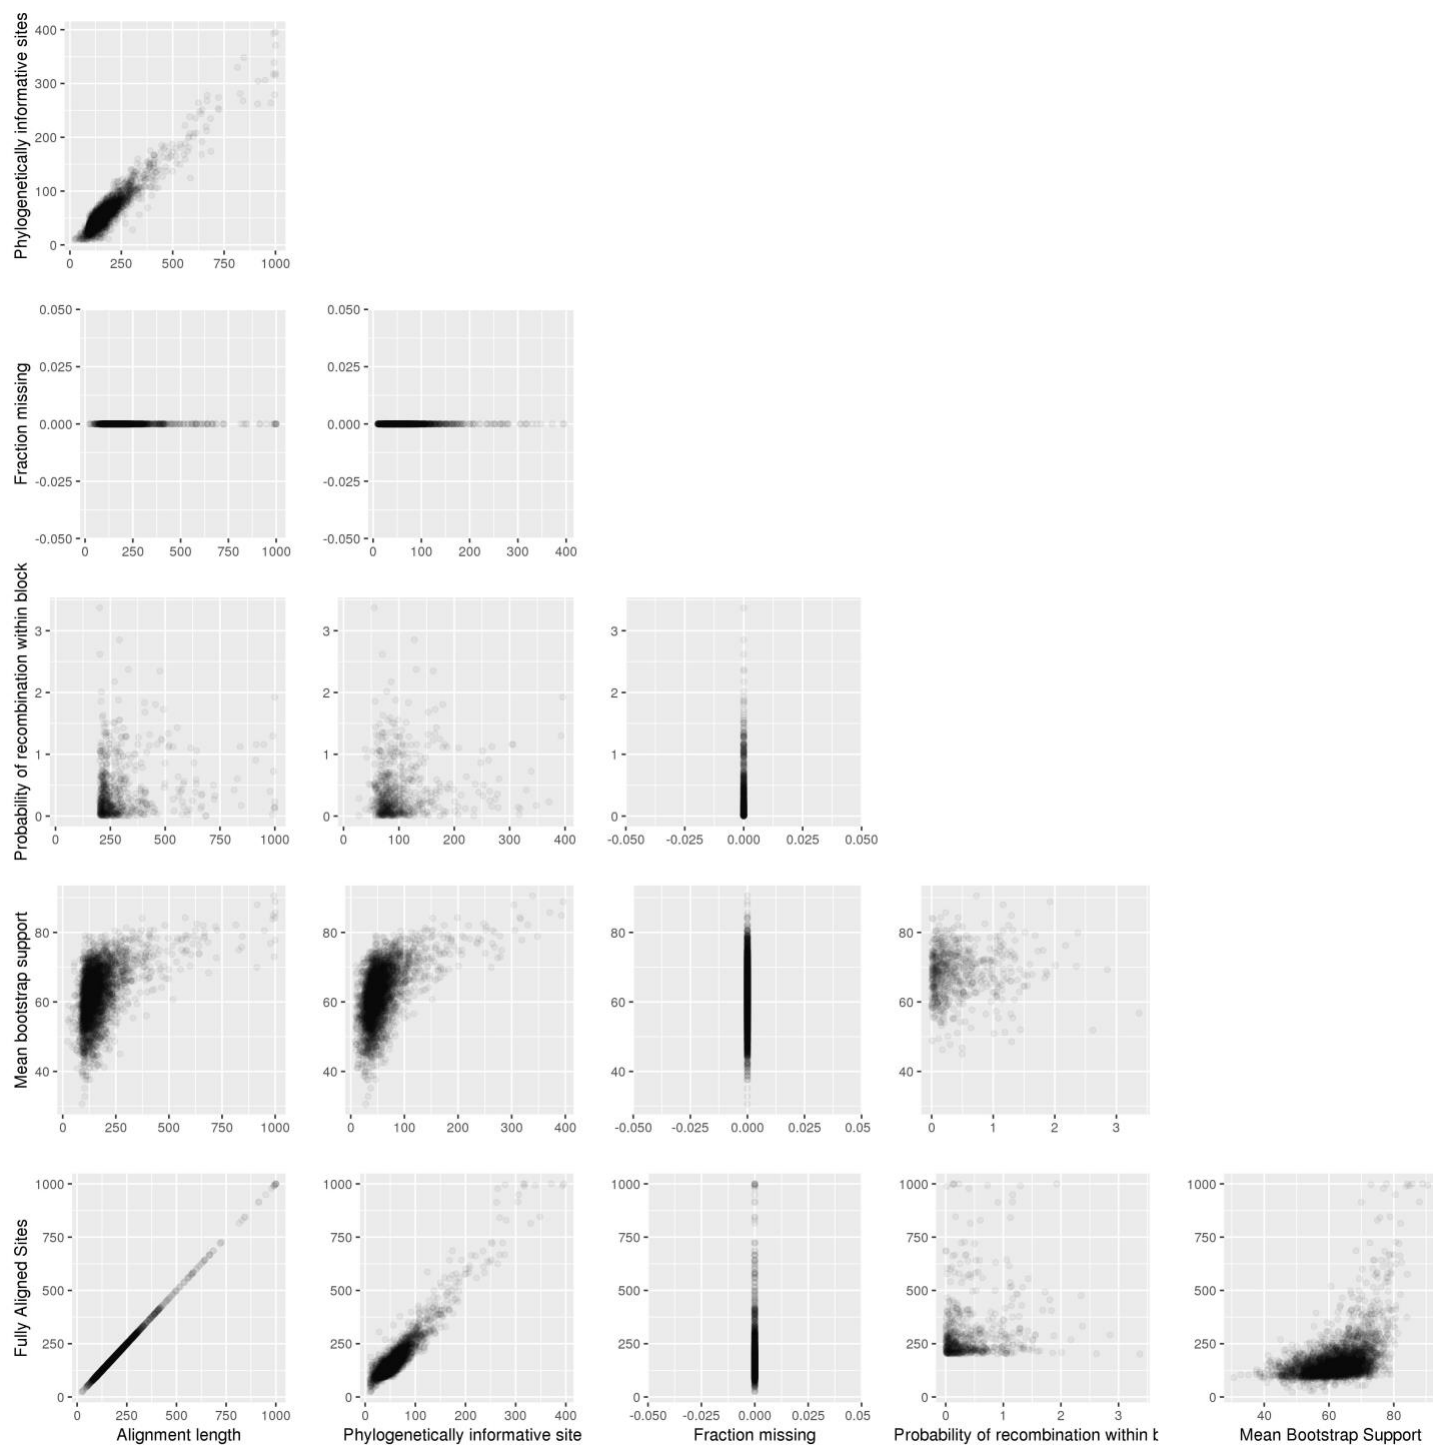 Phylogenetically informative sites
400
300
200
100
0
0 250 500 750 1000
Fraction missing
0.050
0.025
0.000
-0.025
-0.050
0 250 500 750 1000
0.050
0.025
0.000
-0.025
-0.050
0 100 200 300 400
Probability of recombination within block
3
2
1
0
0 250 500 750 1000
3
2
1
0
0 100 200 300 400
3
2
1
0
-0.050 -0.025 0.000 0.025 0.050
Mean bootstrap support
80
60
40
0 250 500 750 1000
80
60
40
0 100 200 300 400
80
60
40
-0.050 -0.025 0.000 0.025 0.05
80
60
40
0 1 2 3
Fully Aligned Sites
1000
750
500
250
0
0 250 500 750 1000
Alignment length
1000
750
500
250
0
0 100 200 300 400
Phylogenetically informative site
1000
750
500
250
0
-0.050 -0.025 0.000 0.025 0.05
Fraction missing
1000
750
500
250
0
0 1 2 3
Probability of recombination within b
1000
750
500
250
0
40 60 80
Mean Bootstrap Support